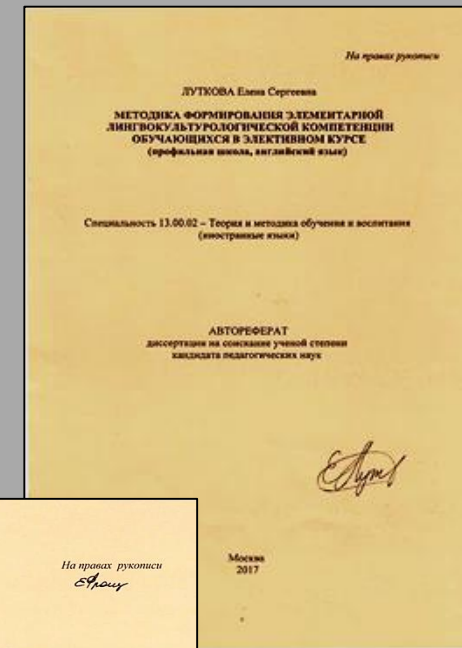 На правах рукописи
ЛУТКОВА Елена Сергеевна
МЕТОДИКА ФОРМИРОВАНИЯ ЭЛЕМЕНТАРНОЙ
ЛИНГВОКУЛЬТУРОЛОГИЧЕСКОЙ КОМПЕТЕНЦИИ
ОБУЧАЮЩИХСЯ В ЭЛЕКТИВНОМ КУРСЕ
(профильная школа, английский язык)
Специальность 13.00.02 – Теория и методика обучения и воспитания
(иностранные языки)
АВТОРЕФЕРАТ
диссертации на соискание ученой степени
кандидата педагогических наук
Москва
2017
На правах рукописи